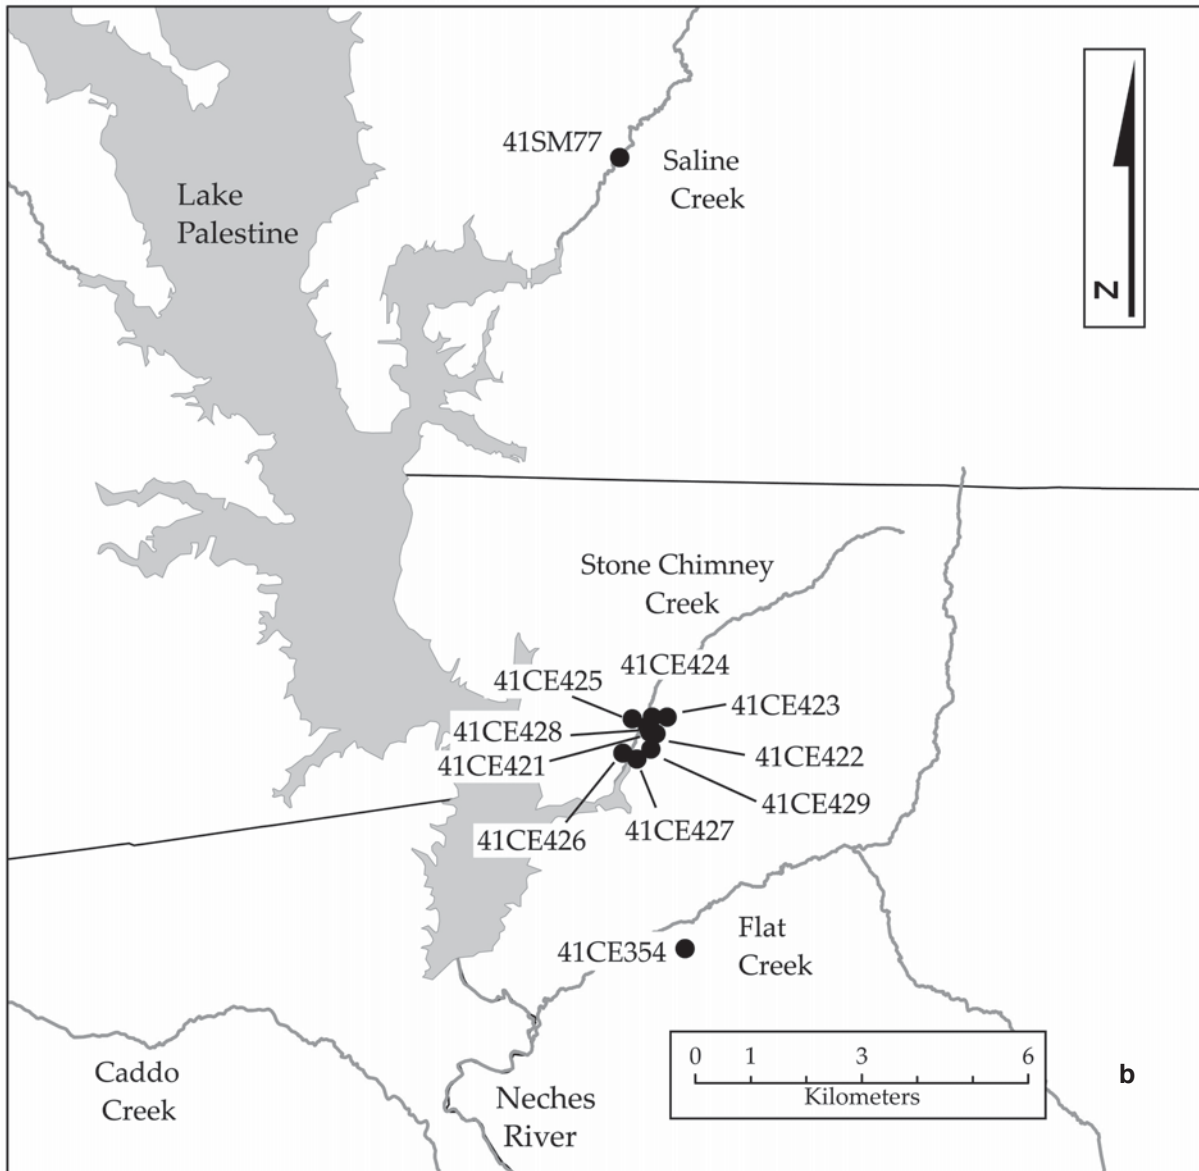 41SM77
Saline
Creek
Lake
Palestine
N
Stone Chimney
Creek
41CE424
41CE425
41CE423
41CE428
41CE422
41CE421
41CE429
41CE427
41CE426
Flat
Creek
41CE354
0 1 3 6
Kilometers
b
Caddo
Creek
Neches
River